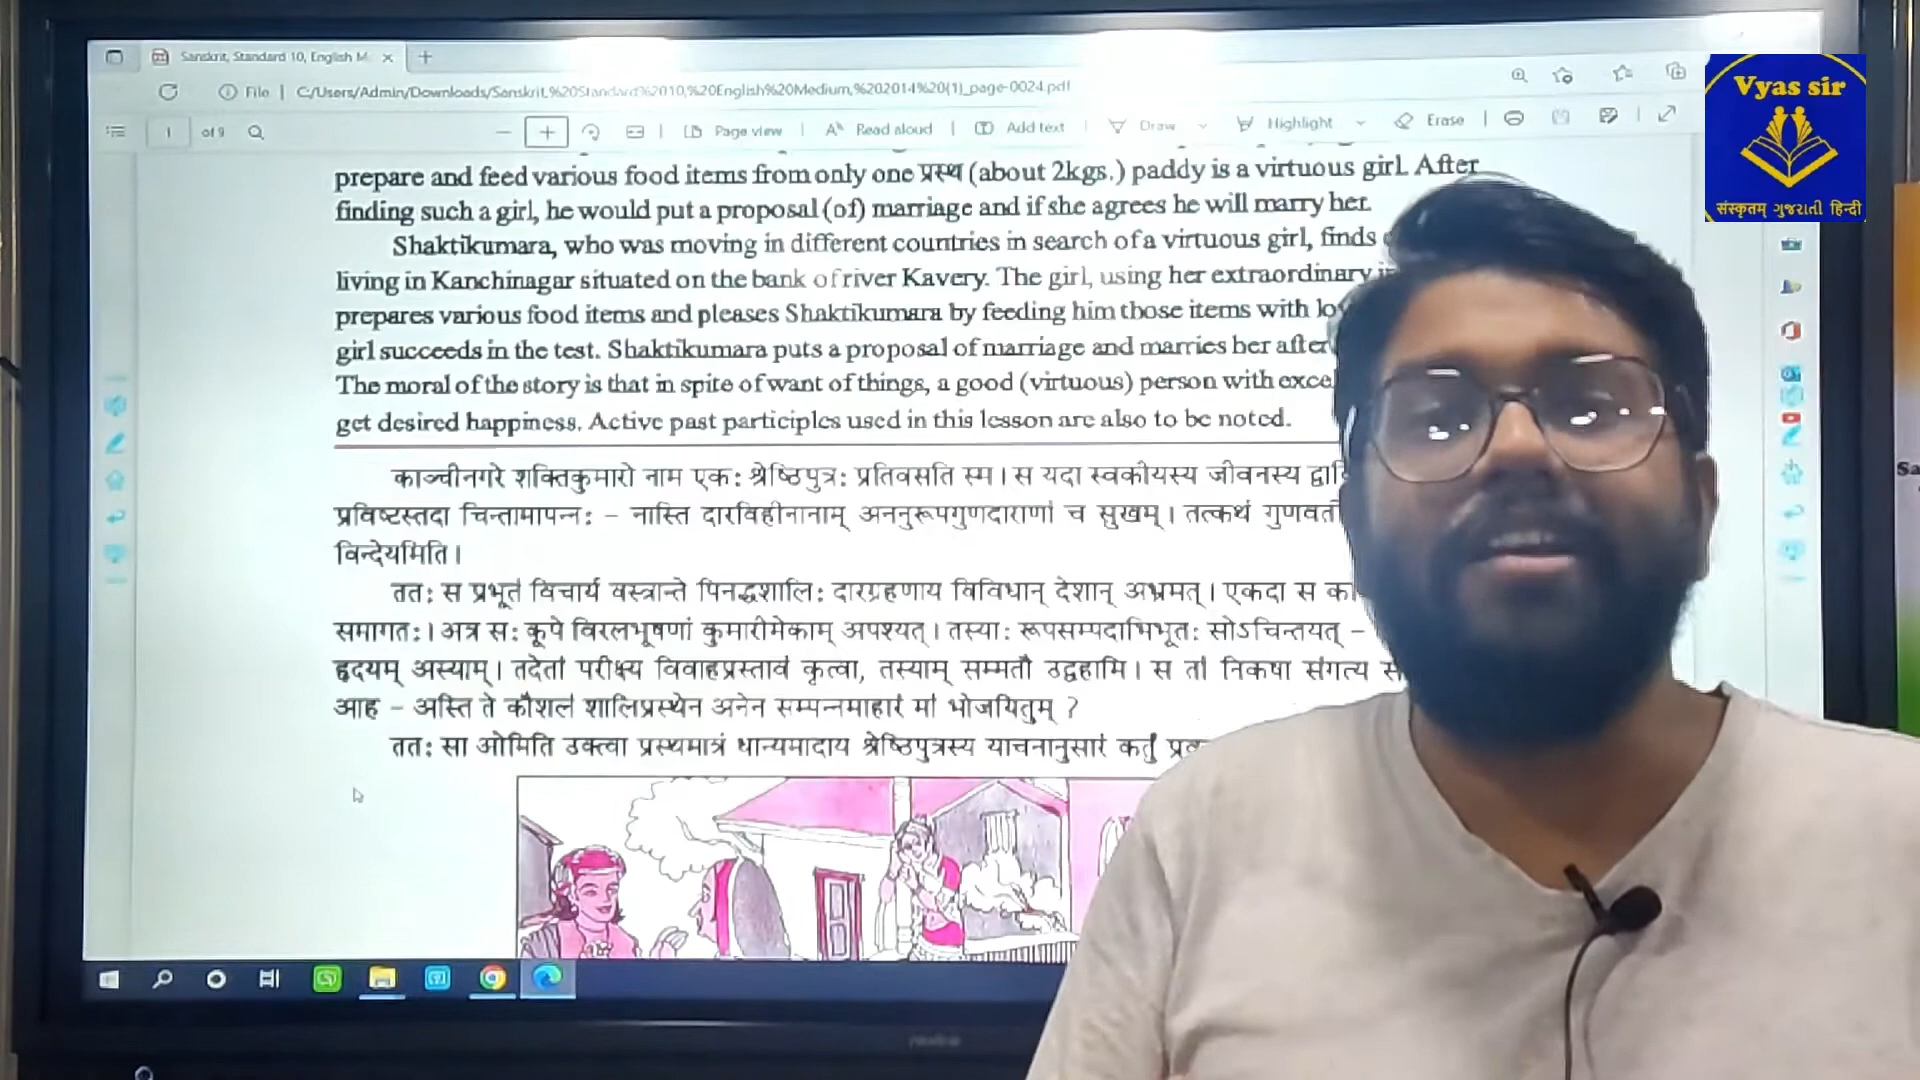 Sanskrit, Standard 10, English M
File | C:/Users/Admin/Downloads/Sanskrit,%20Standard%2010,%20English%20Medium,%202014%20(1)_page-0024.pdf
1 of 9 Page view Read aloud Add text Draw Highlight Erase
Vyas sir
संस्कृतम् ગુજરાતી हिन्दी
prepare and feed various food items from only one प्रस्थ (about 2kgs.) paddy is a virtuous girl. After
finding such a girl, he would put a proposal (of) marriage and if she agrees he will marry her.
Shaktikumara, who was moving in different countries in search of a virtuous girl, finds
living in Kanchinagar situated on the bank of river Kavery. The girl, using her extraordinary
prepares various food items and pleases Shaktikumara by feeding him those items with
girl succeeds in the test. Shaktikumara puts a proposal of marriage and marries her after
The moral of the story is that in spite of want of things, a good (virtuous) person with
get desired happiness. Active past participles used in this lesson are also to be noted.
काञ्चीनगरे शक्तिकुमारो नाम एकः श्रेष्ठिपुत्रः प्रतिवसति स्म। स यदा स्वकीयस्य जीवनस्य
प्रविष्टस्तदा चिन्तामापन्नः – नास्ति दारविहीनानाम् अननुरूपगुणदाराणां च सुखम्। तत्कथं
विन्देयमिति।
ततः स प्रभूतं विचार्य वस्त्रान्ते पिनद्धशालिः दारग्रहणाय विविधान् देशान् अभ्रमत्। एकदा स
समागतः। अत्र सः कूपे विरलभूषणां कुमारीमेकाम् अपश्यत्। तस्याः रूपसम्पदाभिभूतः सोऽचिन्तयत् –
हृदयम् अस्याम्। तदेतां परीक्ष्य विवाहप्रस्तावं कृत्वा, तस्याम् सम्मतौ उद्वहामि। स तां निकषा संगत्य
आह – अस्ति ते कौशलं शालिप्रस्थेन अनेन सम्पन्नमाहारं मां भोजयितुम् ?
ततः सा ओमिति उक्त्वा प्रस्थमात्रं धान्यमादाय श्रेष्ठिपुत्रस्य याचनानुसारं कर्तुं